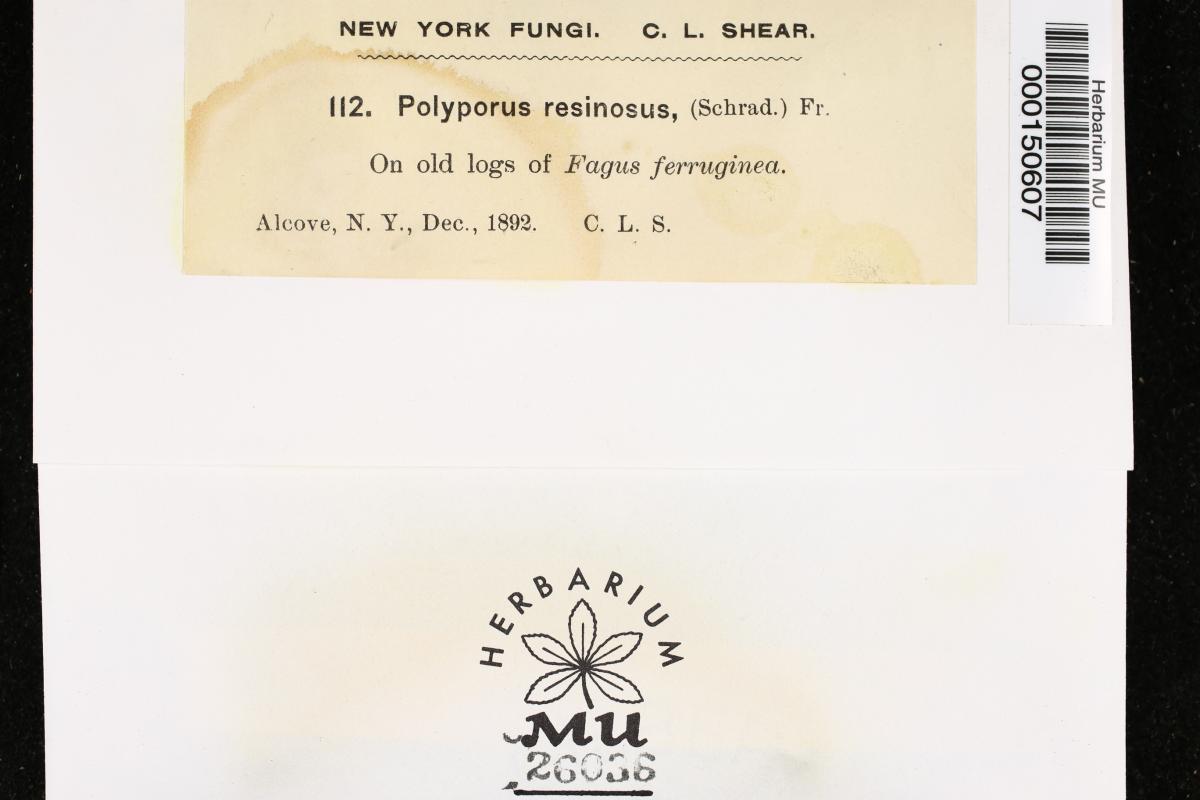 NEW YORK FUNGI. C. L. SHEAR.
112. Polyporus resinosus, (Schrad.) Fr.
On old logs of Fagus ferruginea.
Alcove, N. Y., Dec., 1892. C. L. S.
Herbarium MU
000150607
HERBARIUM
MU
26036